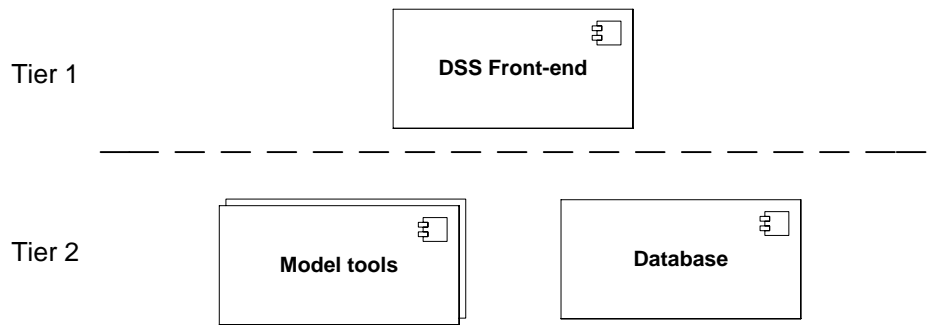 Tier 1
DSS Front-end
Tier 2
Model tools
Database